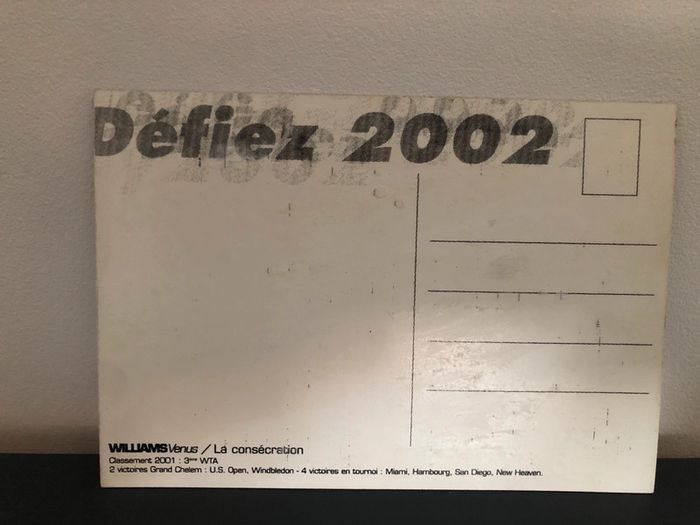 Défiez 2002
WILLIAMSVenus / La consécration
Classement 2001 : 3ème WTA
2 victoires Grand Chelem : U.S. Open, Windbledon - 4 victoires en tournoi : Miami, Hambourg, San Diego, New Heaven.